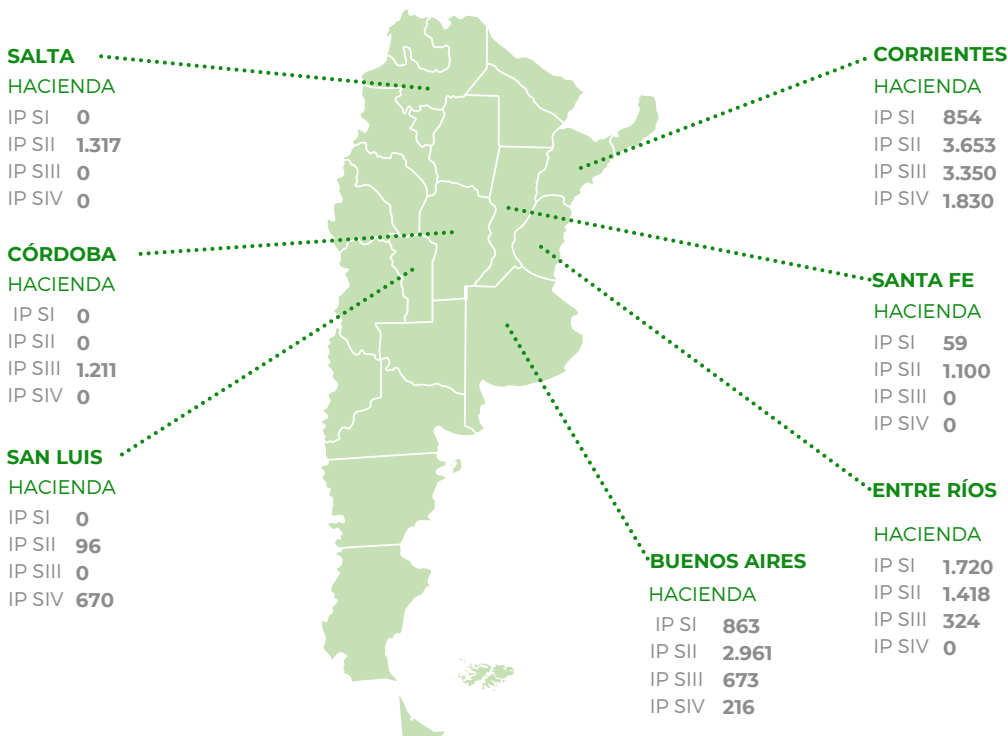 SALTA
HACIENDA
IP SI 0
IP SII 1.317
IP SIII 0
IP SIV 0
CÓRDOBA
HACIENDA
IP SI 0
IP SII 0
IP SIII 1.211
IP SIV 0
SAN LUIS
HACIENDA
IP SI 0
IP SII 96
IP SIII 0
IP SIV 670
CORRIENTES
HACIENDA
IP SI 854
IP SII 3.653
IP SIII 3.350
IP SIV 1.830
SANTA FE
HACIENDA
IP SI 59
IP SII 1.100
IP SIII 0
IP SIV 0
ENTRE RÍOS
HACIENDA
IP SI 1.720
IP SII 1.418
IP SIII 324
IP SIV 0
BUENOS AIRES
HACIENDA
IP SI 863
IP SII 2.961
IP SIII 673
IP SIV 216